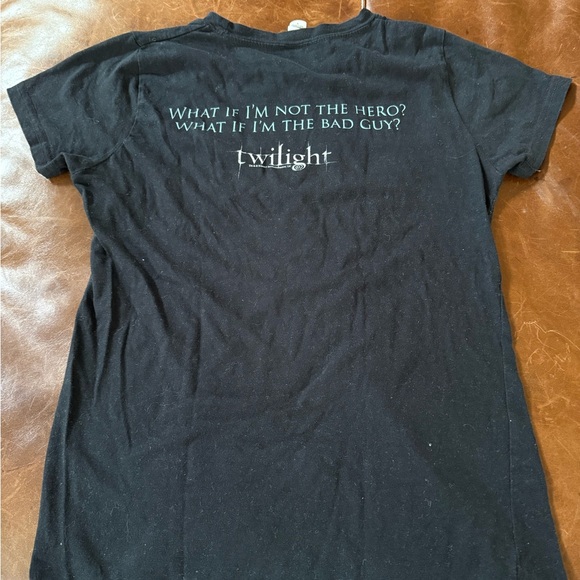 WHAT IF I'M NOT THE HERO?
WHAT IF I'M THE BAD GUY?
twilight